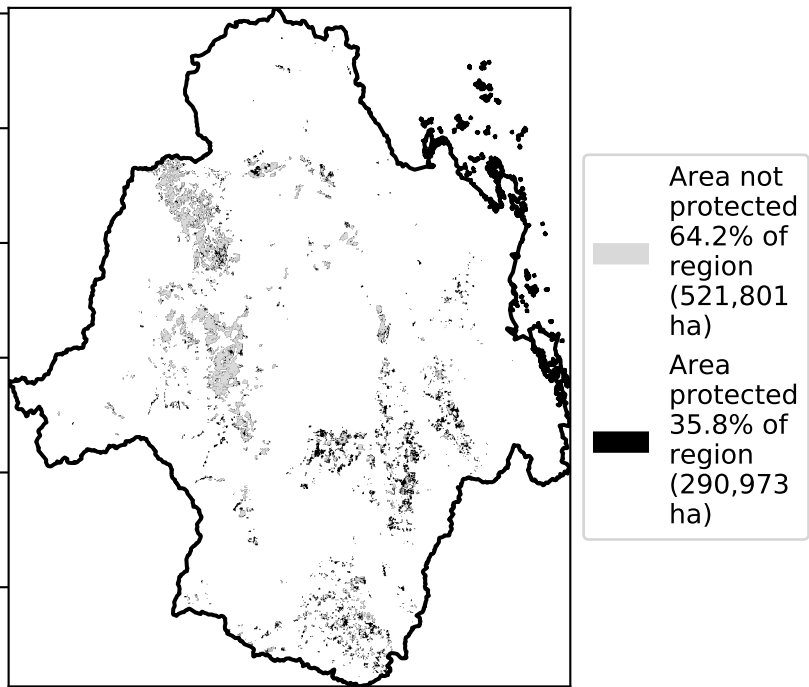 Area not
protected
64.2% of
region
(521,801
ha)
Area
protected
35.8% of
region
(290,973
ha)